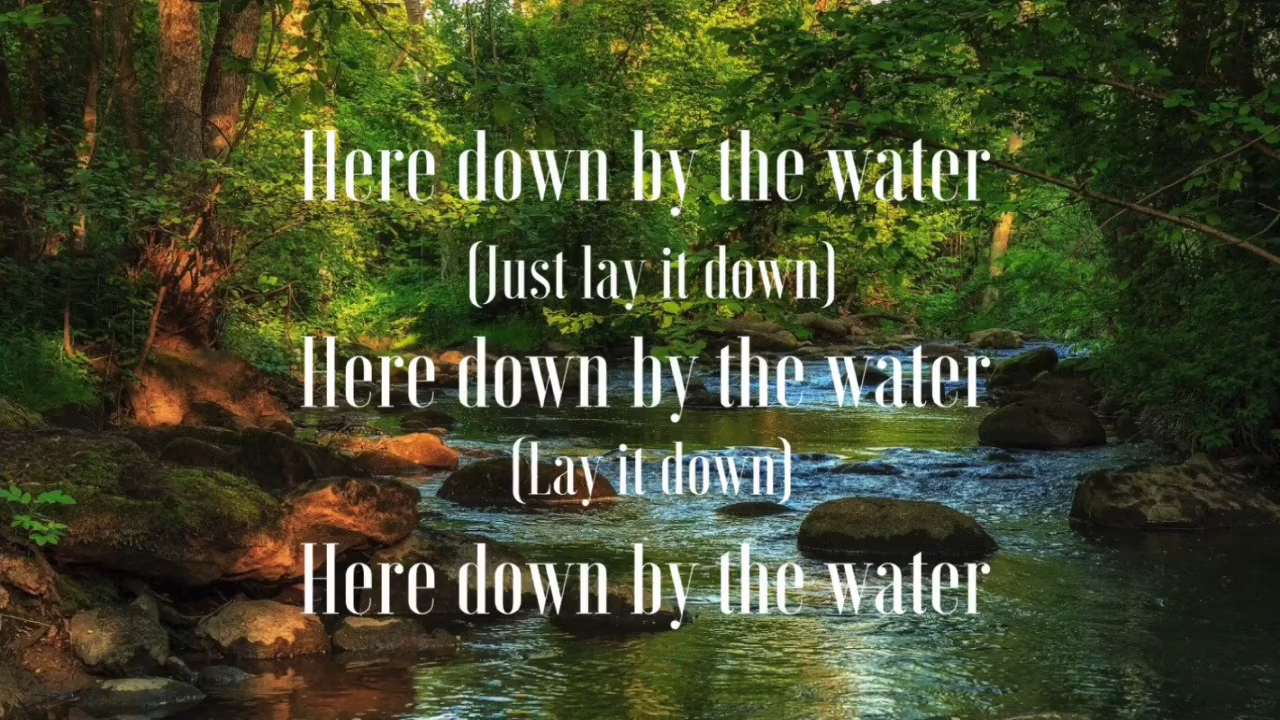 Here down by the water
(Just lay it down)
Here down by the water
(Lay it down)
Here down by the water